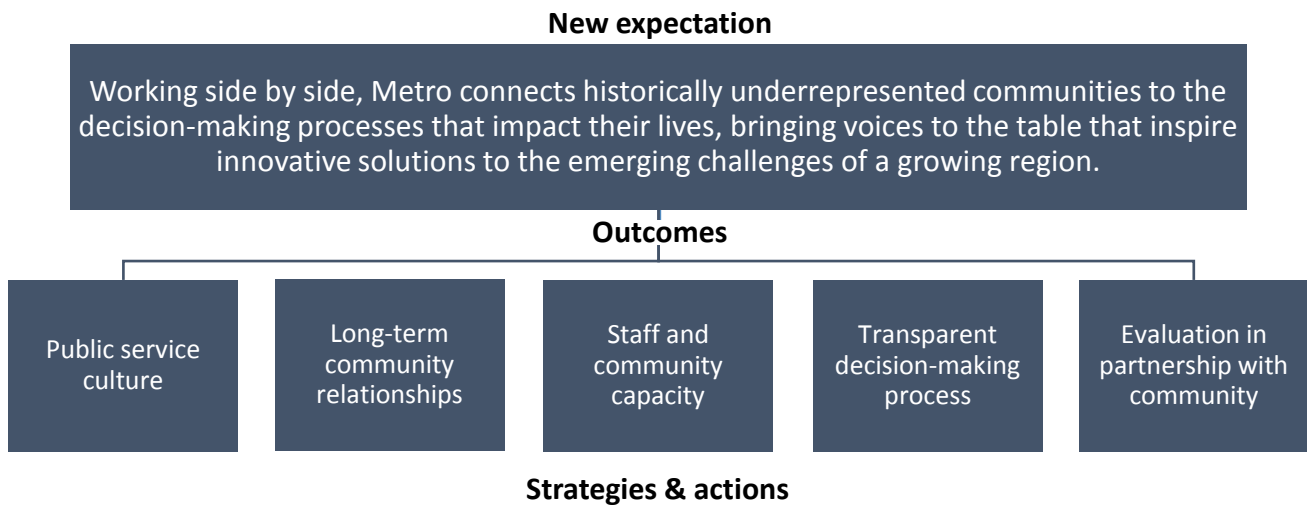 New expectation
Working side by side, Metro connects historically underrepresented communities to the
decision-making processes that impact their lives, bringing voices to the table that inspire
innovative solutions to the emerging challenges of a growing region.
Outcomes
Public service
culture
Long-term
community
relationships
Staff and
community
capacity
Transparent
decision-making
process
Evaluation in
partnership with
community
Strategies & actions